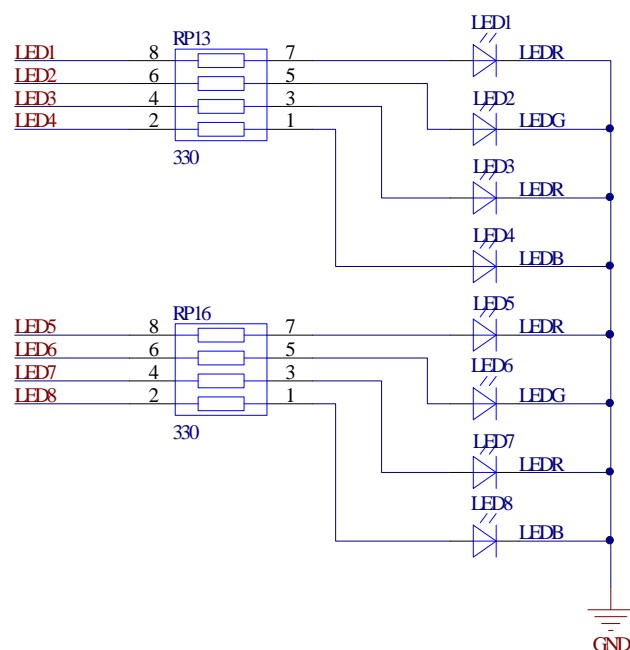 LED1
RP13
LED1 8 7 LEDR
LED2 6 5 LED2
LED3 4 3
LED4 2 1 LEDG
330
LED3
LEDR
LED4
LEDB
RP16
LED5
LED5 8 7 LEDR
LED6 6 5
LED6
LED7 4 3
LED8 2 1 LEDG
330
LED7
LEDR
LED8
LEDB
GND